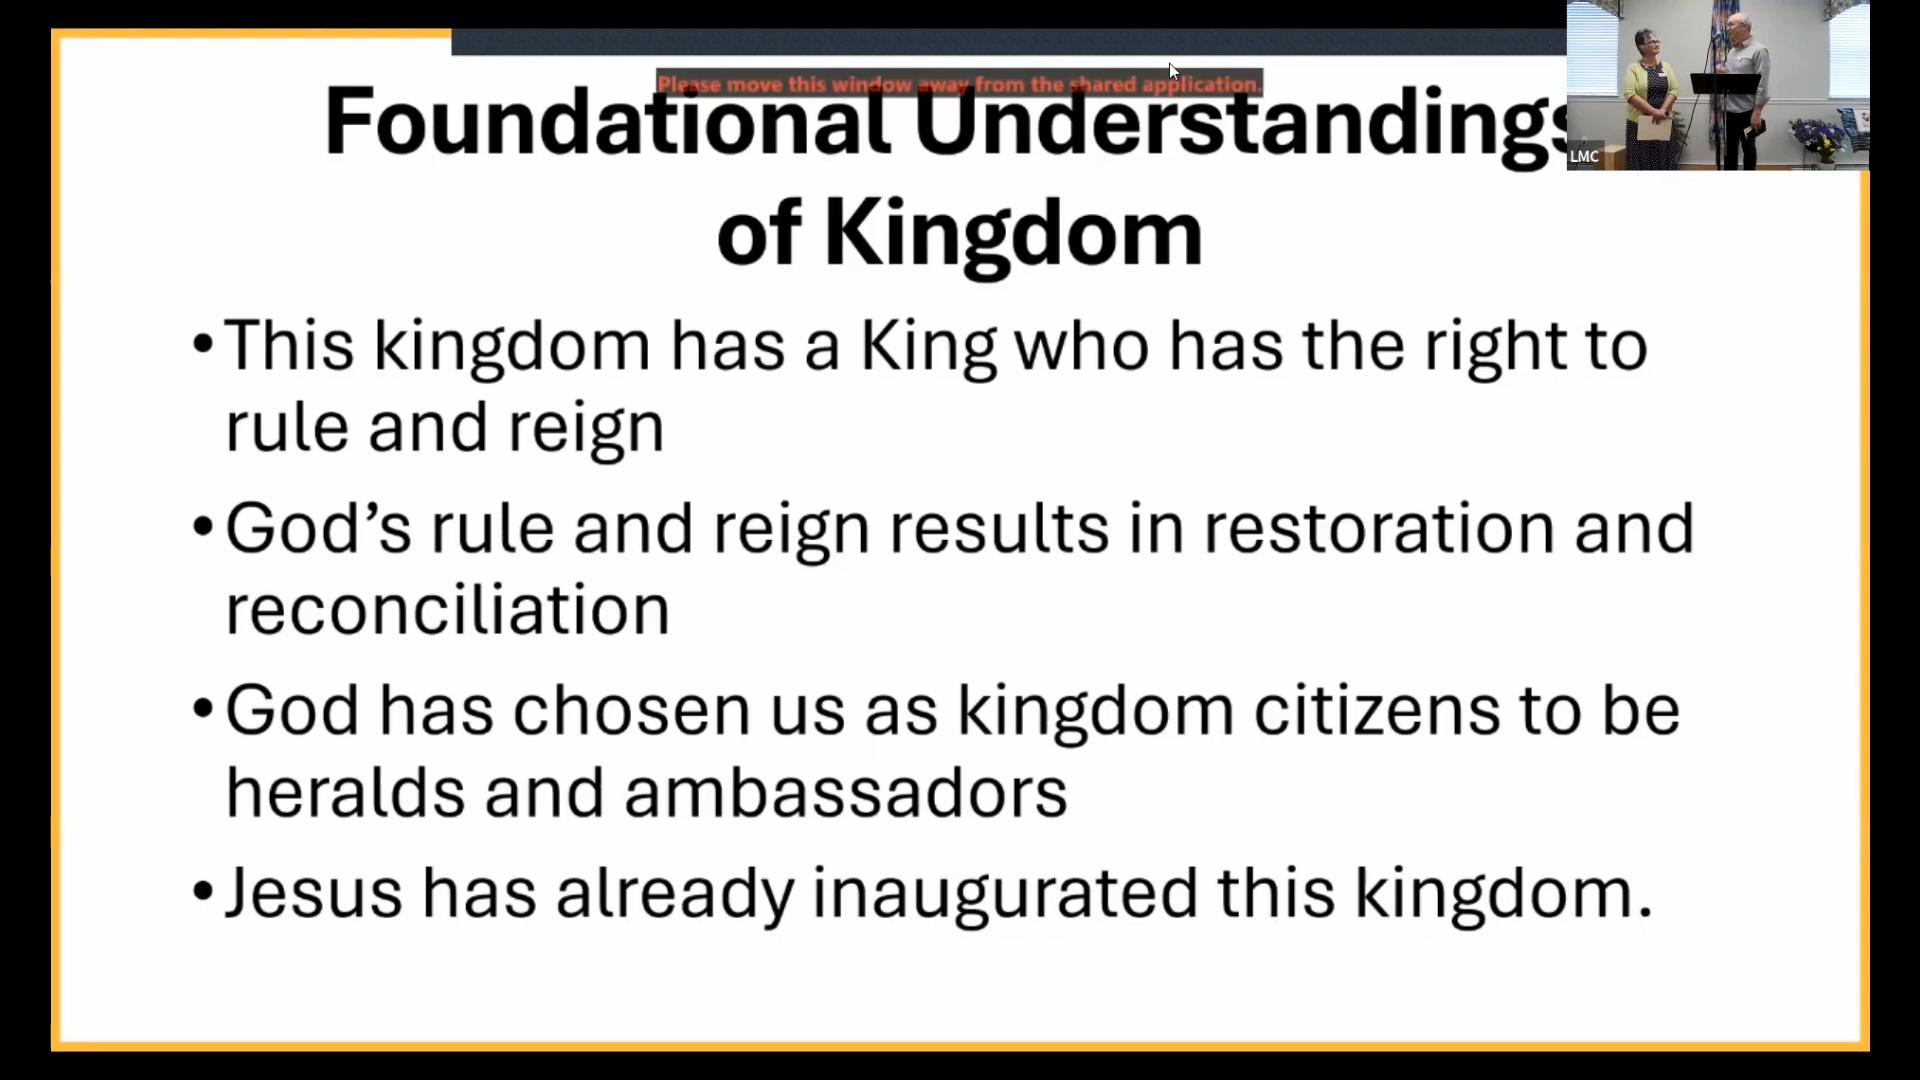 Please move this window away from the shared application.
Foundational Understandings
of Kingdom
LMC
•This kingdom has a King who has the right to
rule and reign
•God’s rule and reign results in restoration and
reconciliation
•God has chosen us as kingdom citizens to be
heralds and ambassadors
•Jesus has already inaugurated this kingdom.